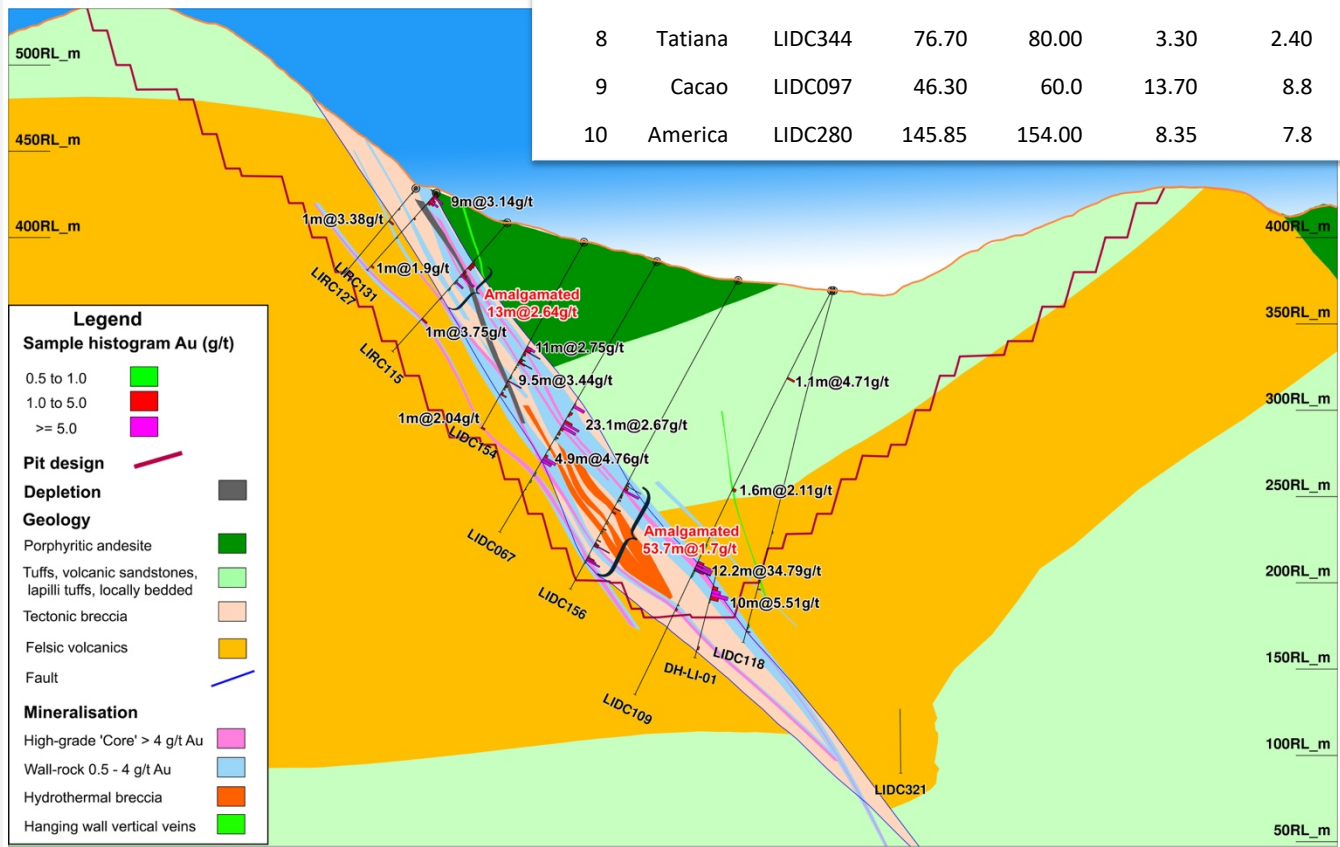 8 Tatiana LIDC344 76.70 80.00 3.30 2.40
9 Cacao LIDC097 46.30 60.0 13.70 8.8
10 America LIDC280 145.85 154.00 8.35 7.8
500RL_m
450RL_m
400RL_m
400RL_m
350RL_m
300RL_m
250RL_m
200RL_m
150RL_m
100RL_m
50RL_m
9m@3.14g/t
1m@3.38g/t
1m@1.9g/t
LIRC131
LIRC127
Amalgamated
13m@2.64g/t
1m@3.75g/t
LIRC115
11m@2.75g/t
9.5m@3.44g/t
1m@2.04g/t
LIDC154
1.1m@4.71g/t
23.1m@2.67g/t
4.9m@4.76g/t
LIDC067
1.6m@2.11g/t
Amalgamated
53.7m@1.7g/t
LIDC156
12.2m@34.79g/t
10m@5.51g/t
LIDC118
DH-LI-01
LIDC109
LIDC321
Legend
Sample histogram Au (g/t)
0.5 to 1.0
1.0 to 5.0
>= 5.0
Pit design
Depletion
Geology
Porphyritic andesite
Tuffs, volcanic sandstones,
lapilli tuffs, locally bedded
Tectonic breccia
Felsic volcanics
Fault
Mineralisation
High-grade 'Core' > 4 g/t Au
Wall-rock 0.5 - 4 g/t Au
Hydrothermal breccia
Hanging wall vertical veins